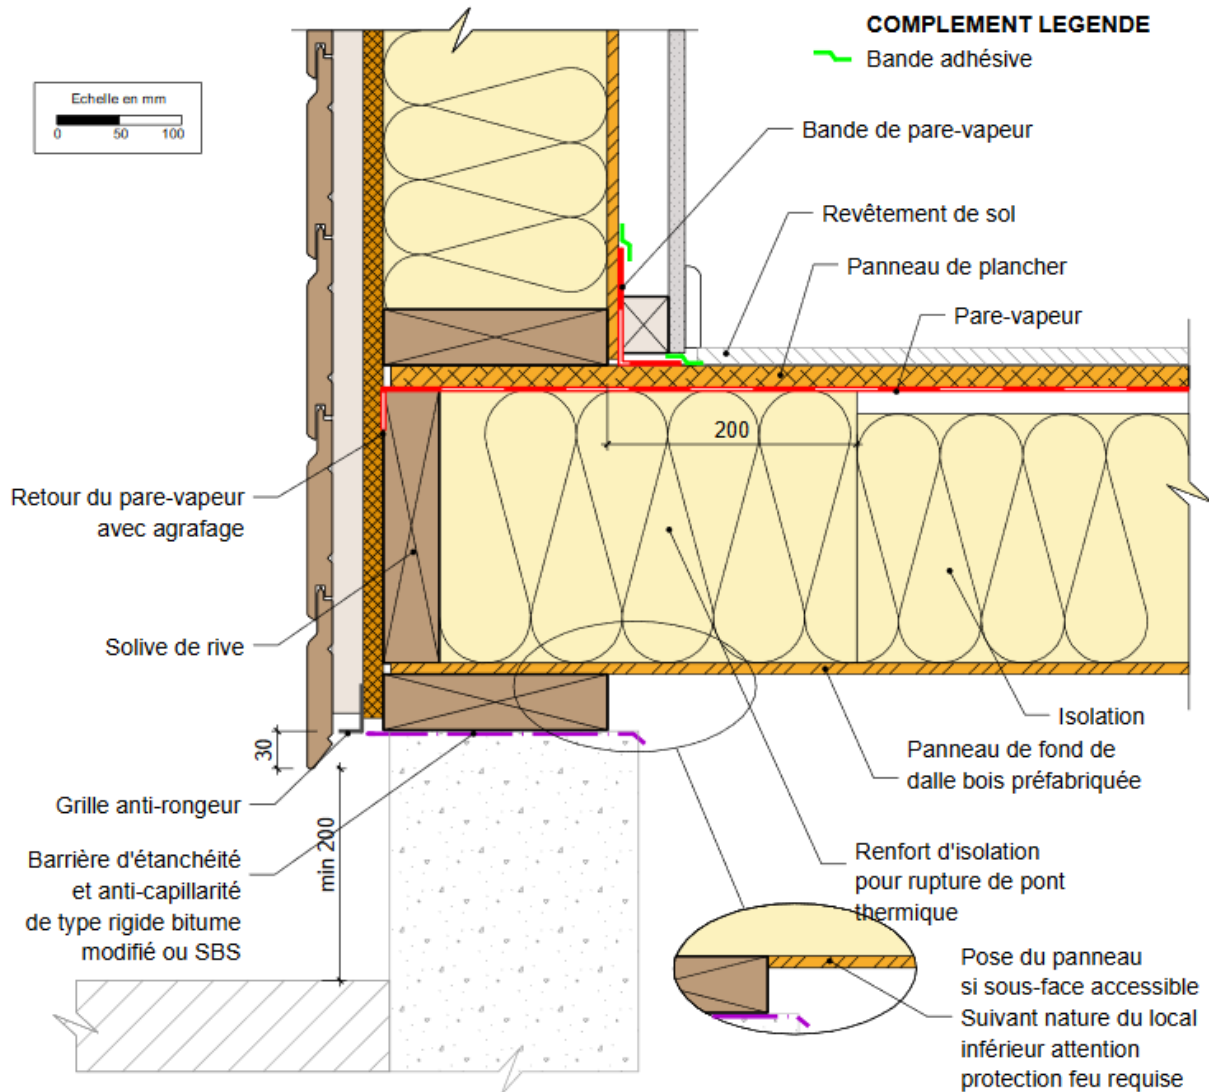 COMPLEMENT LEGENDE
Bande adhésive
Echelle en mm
0 50 100
Bande de pare-vapeur
Revêtement de sol
Panneau de plancher
Pare-vapeur
200
Retour du pare-vapeur
avec agrafage
Solive de rive
30
Grille anti-rongeur
min 200
Barrière d'étanchéité
et anti-capillarité
de type rigide bitume
modifié ou SBS
Isolation
Panneau de fond de
dalle bois préfabriquée
Renfort d'isolation
pour rupture de pont
thermique
Pose du panneau
si sous-face accessible
Suivant nature du local
inférieur attention
protection feu requise